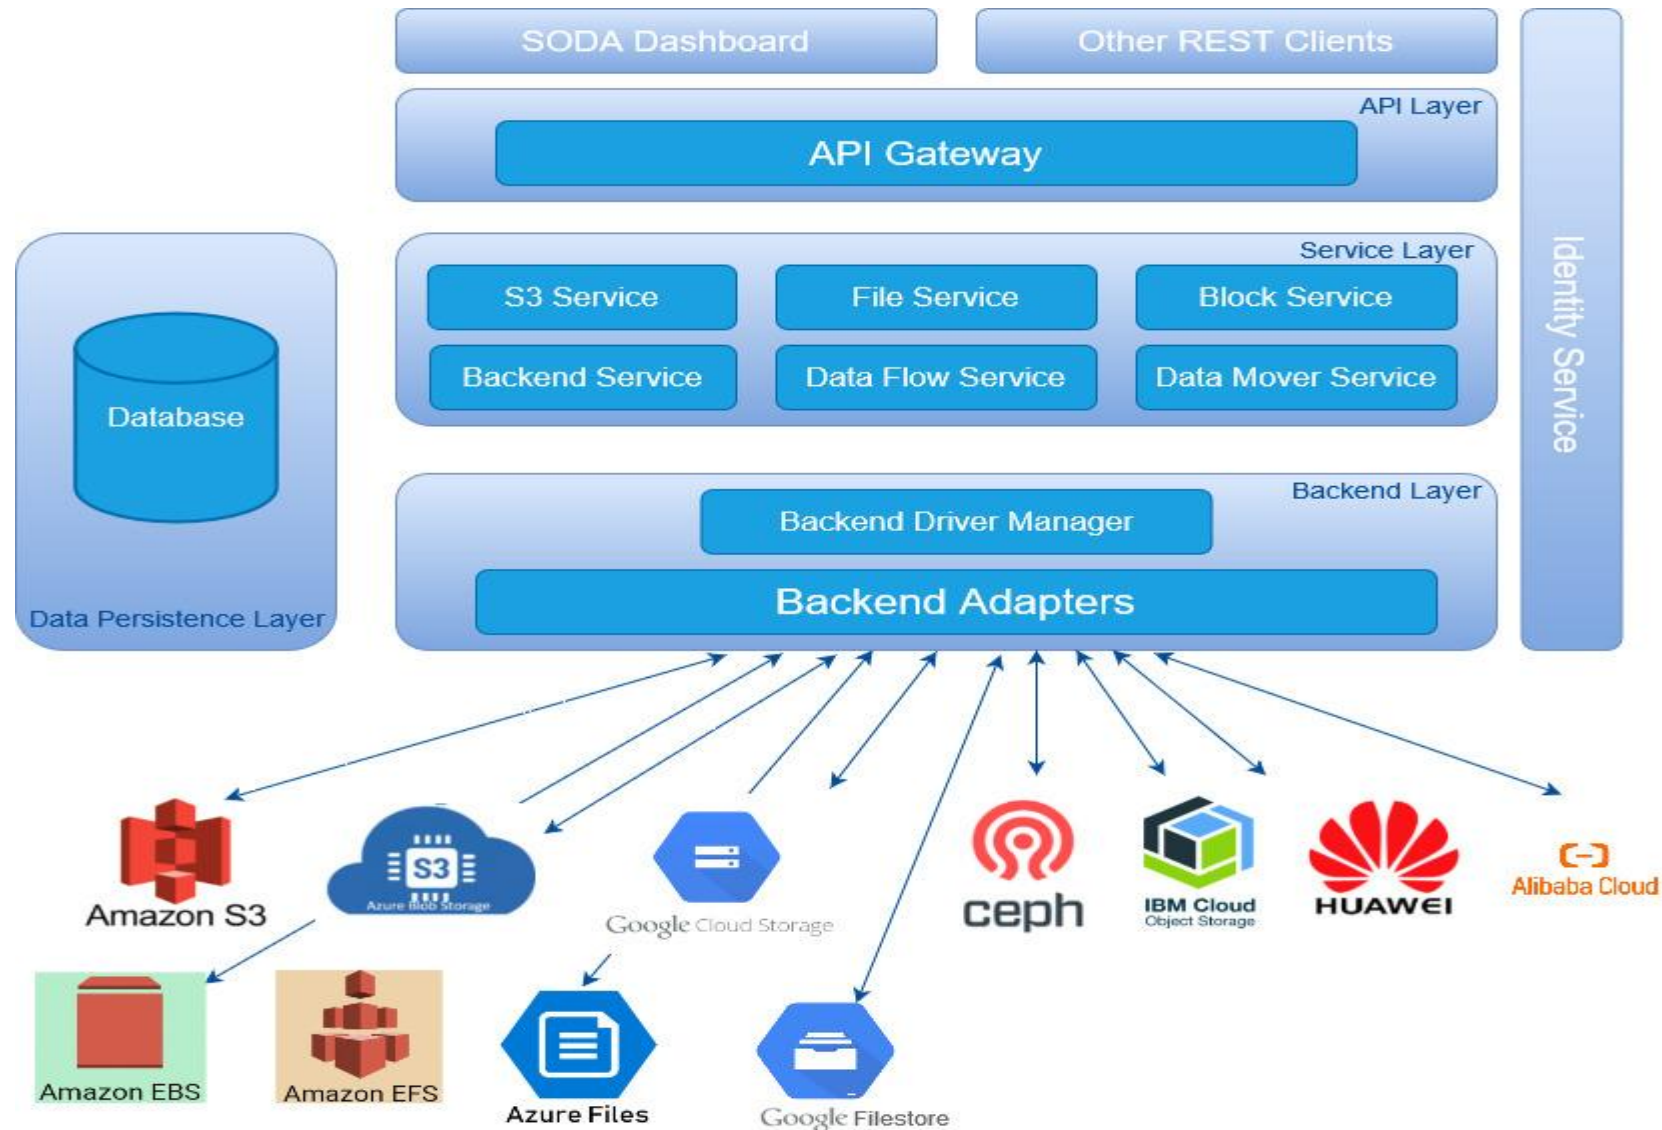 SODA Dashboard
Other REST Clients
API Layer
API Gateway
Identity Service
Service Layer
S3 Service
File Service
Block Service
Backend Service
Data Flow Service
Data Mover Service
Database
Data Persistence Layer
Backend Layer
Backend Driver Manager
Backend Adapters
Amazon S3
S3
Azure Blob Storage
Google Cloud Storage
ceph
IBM Cloud
Object Storage
HUAWEI
Alibaba Cloud
Amazon EBS
Amazon EFS
Azure Files
Google Filestore